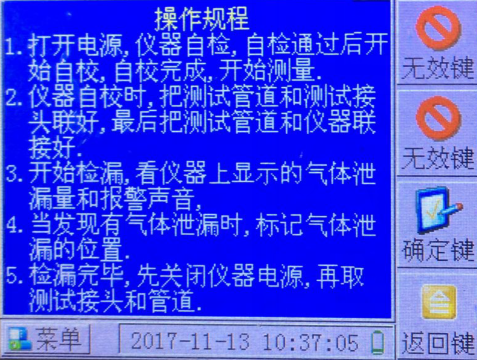 操作规程
1.打开电源,仪器自检,自检通过后开
始自校,自校完成,开始测量.
2.仪器自校时,把测试管道和测试接
头联好,最后把测试管道和仪器联
接好.
3.开始检漏,看仪器上显示的气体泄
漏量和报警声音,
4.当发现有气体泄漏时,标记气体泄
漏的位置.
5.检漏完毕,先关闭仪器电源,再取
测试接头和管道.
无效键
无效键
确定键
返回键
菜单
2017-11-13 10:37:05